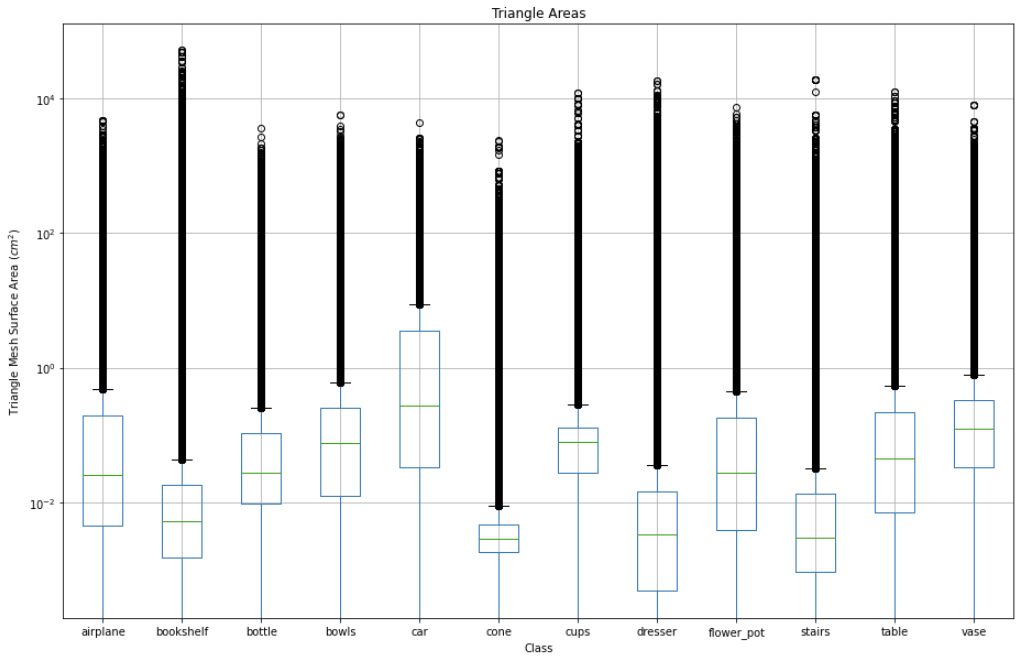 Triangle Areas
Triangle Mesh Surface Area (cm²)
10⁴
10²
10⁰
10⁻²
airplane bookshelf bottle bowls car cone cups dresser flower_pot stairs table vase
Class